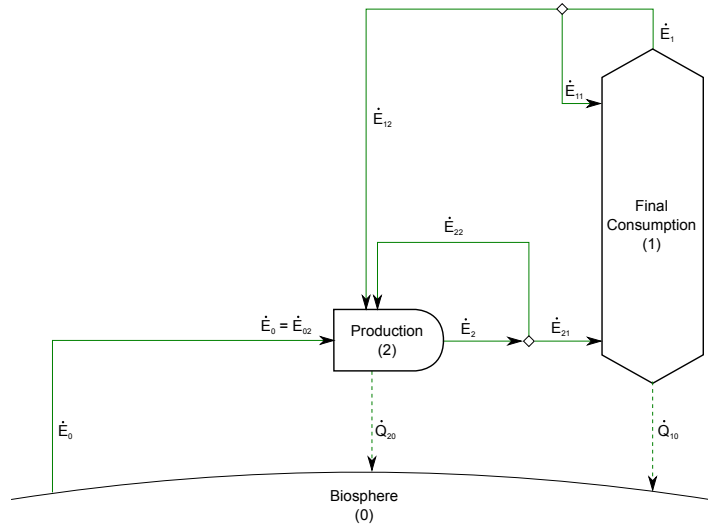 Ė₁
Ė₁₁
Ė₁₂
Final
Consumption
(1)
Ė₂₂
Ė₀ = Ė₀₂
Production
(2)
Ė₂
Ė₂₁
Ė₀
Q̇₂₀
Q̇₁₀
Biosphere
(0)